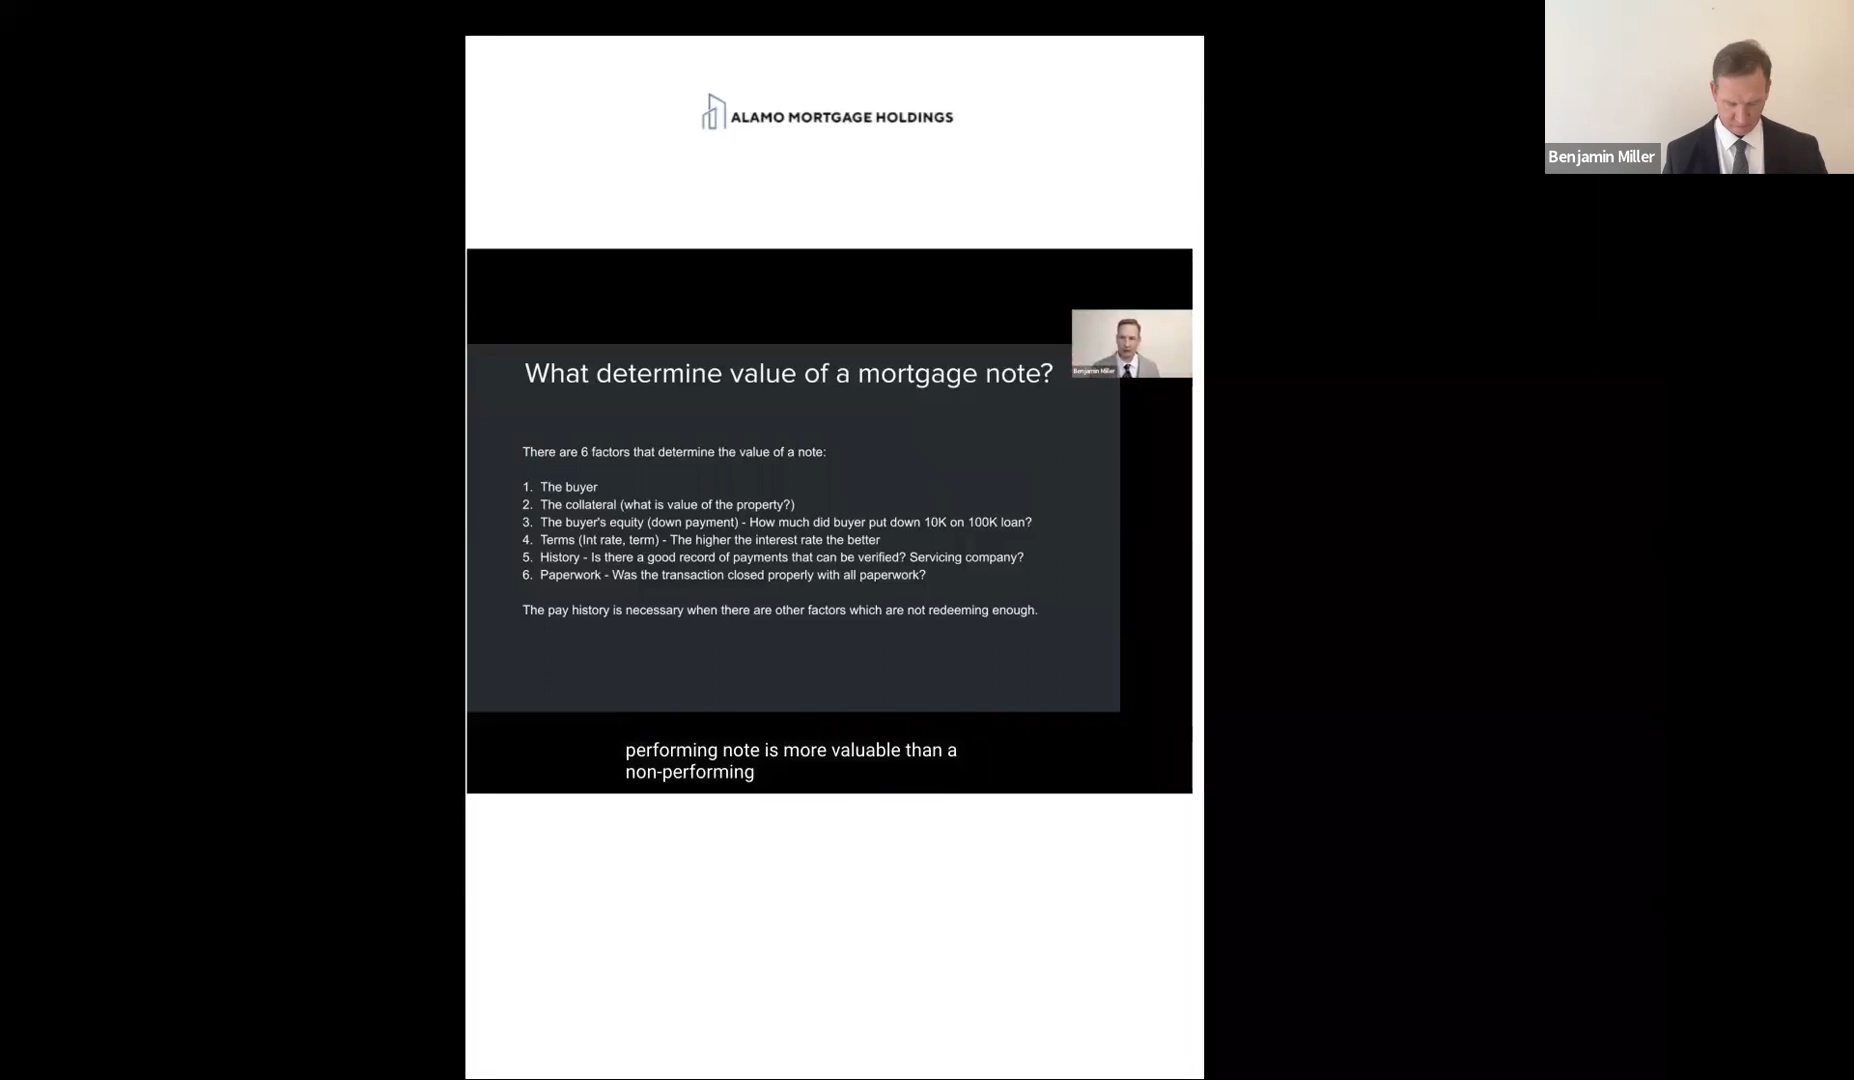 ALAMO MORTGAGE HOLDINGS
Benjamin Miller
What determine value of a mortgage note?
Benjamin Miller
There are 6 factors that determine the value of a note:
1. The buyer
2. The collateral (what is value of the property?)
3. The buyer's equity (down payment) - How much did buyer put down 10K on 100K loan?
4. Terms (Int rate, term) - The higher the interest rate the better
5. History - Is there a good record of payments that can be verified? Servicing company?
6. Paperwork - Was the transaction closed properly with all paperwork?
The pay history is necessary when there are other factors which are not redeeming enough.
performing note is more valuable than a
non-performing